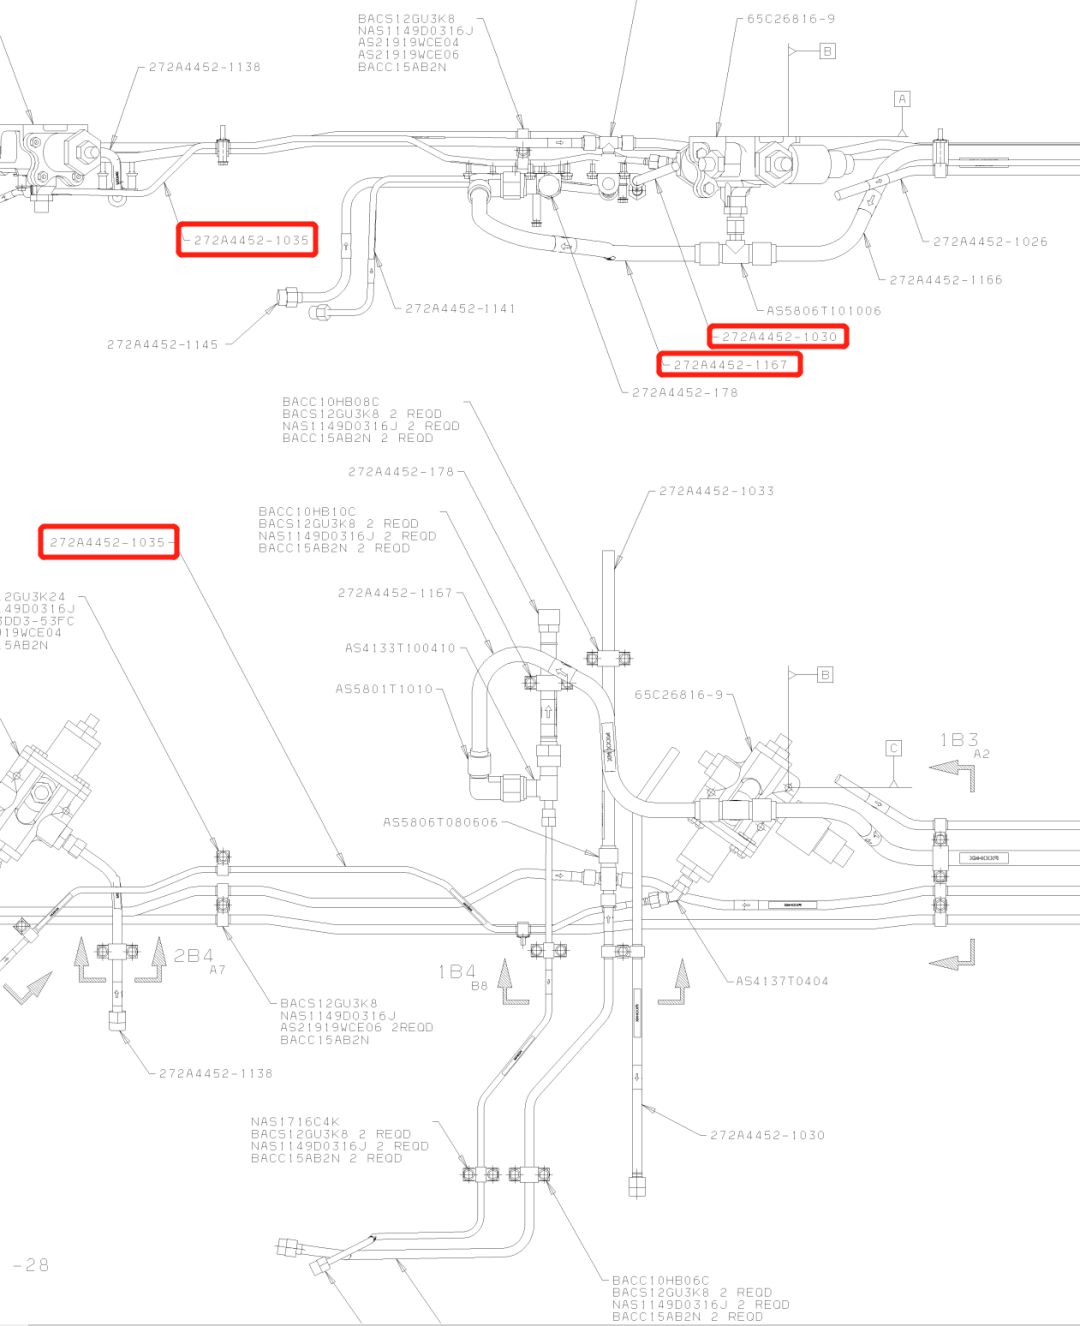 BACS12GU3K8
NAS1149D0316J
AS21919WCE04
AS21919WCE06
BACC15AB2N
65C26816-9
B
272A4452-1138
A
272A4452-1035
272A4452-1026
272A4452-1166
272A4452-1141
AS5806T101006
272A4452-1030
272A4452-1145
272A4452-1167
272A4452-178
BACC10HB08C
BACS12GU3K8 2 REQD
NAS1149D0316J 2 REQD
BACC15AB2N 2 REQD
272A4452-178
272A4452-1033
BACC10HB10C
BACS12GU3K8 2 REQD
NAS1149D0316J 2 REQD
BACC15AB2N 2 REQD
272A4452-1035
272A4452-1167
2GU3K24
49D0316J
DD3-53FC
19WCE04
5AB2N
AS4133T100410
AS5801T1010
65C26816-9
B
C
1B3
A2
AS5806T080606
2B4
A7
1B4
B8
AS4137T0404
BACS12GU3K8
NAS1149D0316J
AS21919WCE06 2REQD
BACC15AB2N
272A4452-1138
NAS1716C4K
BACS12GU3K8 2 REQD
NAS1149D0316J 2 REQD
BACC15AB2N 2 REQD
272A4452-1030
-28
BACC10HB06C
BACS12GU3K8 2 REQD
NAS1149D0316J 2 REQD
BACC15AB2N 2 REQD